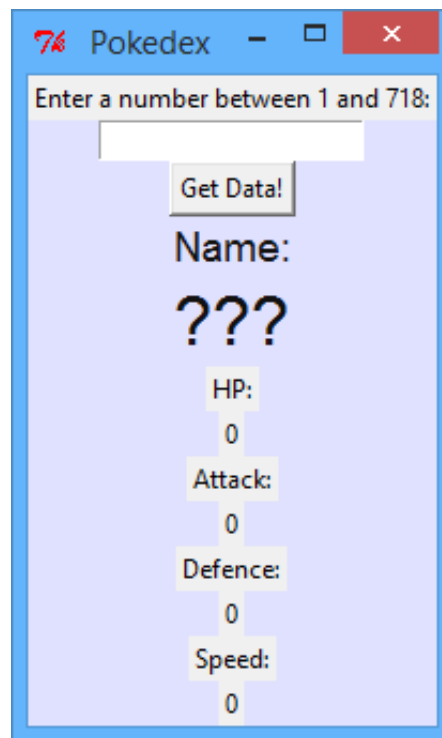 Pokedex
Enter a number between 1 and 718:
Get Data!
Name:
???
HP:
0
Attack:
0
Defence:
0
Speed:
0